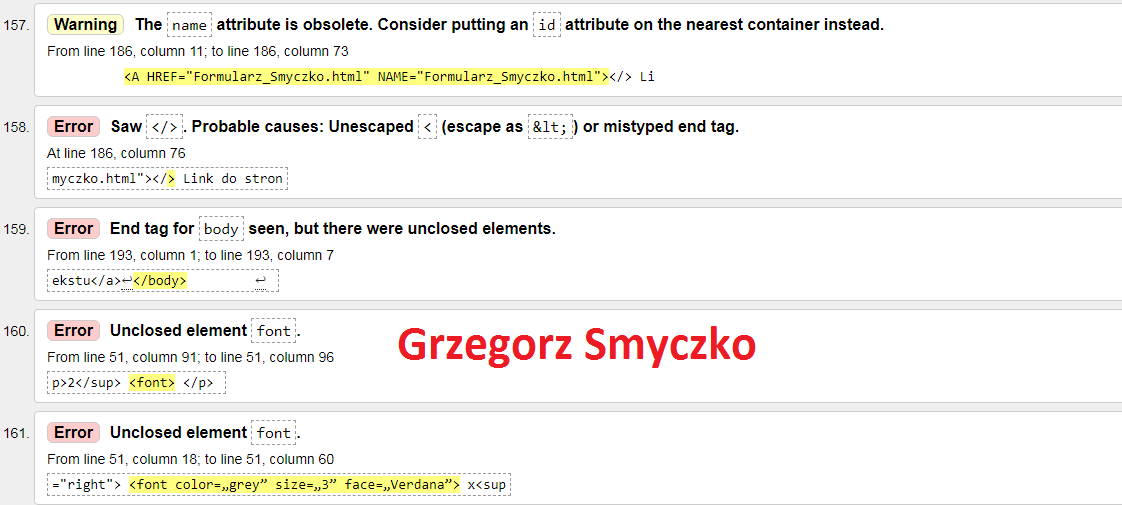 157. Warning The name attribute is obsolete. Consider putting an id attribute on the nearest container instead.
From line 186, column 11; to line 186, column 73
<A HREF="Formularz_Smyczko.html" NAME="Formularz_Smyczko.html"></> Li
158. Error Saw </>. Probable causes: Unescaped < (escape as &lt;) or mistyped end tag.
At line 186, column 76
myczko.html"></> Link do stron
159. Error End tag for body seen, but there were unclosed elements.
From line 193, column 1; to line 193, column 7
ekstu</a>↩</body> ↩
160. Error Unclosed element font.
Grzegorz Smyczko
From line 51, column 91; to line 51, column 96
p>2</sup> <font> </p>
161. Error Unclosed element font.
From line 51, column 18; to line 51, column 60
="right"> <font color=„grey” size=„3” face=„Verdana”> x<sup